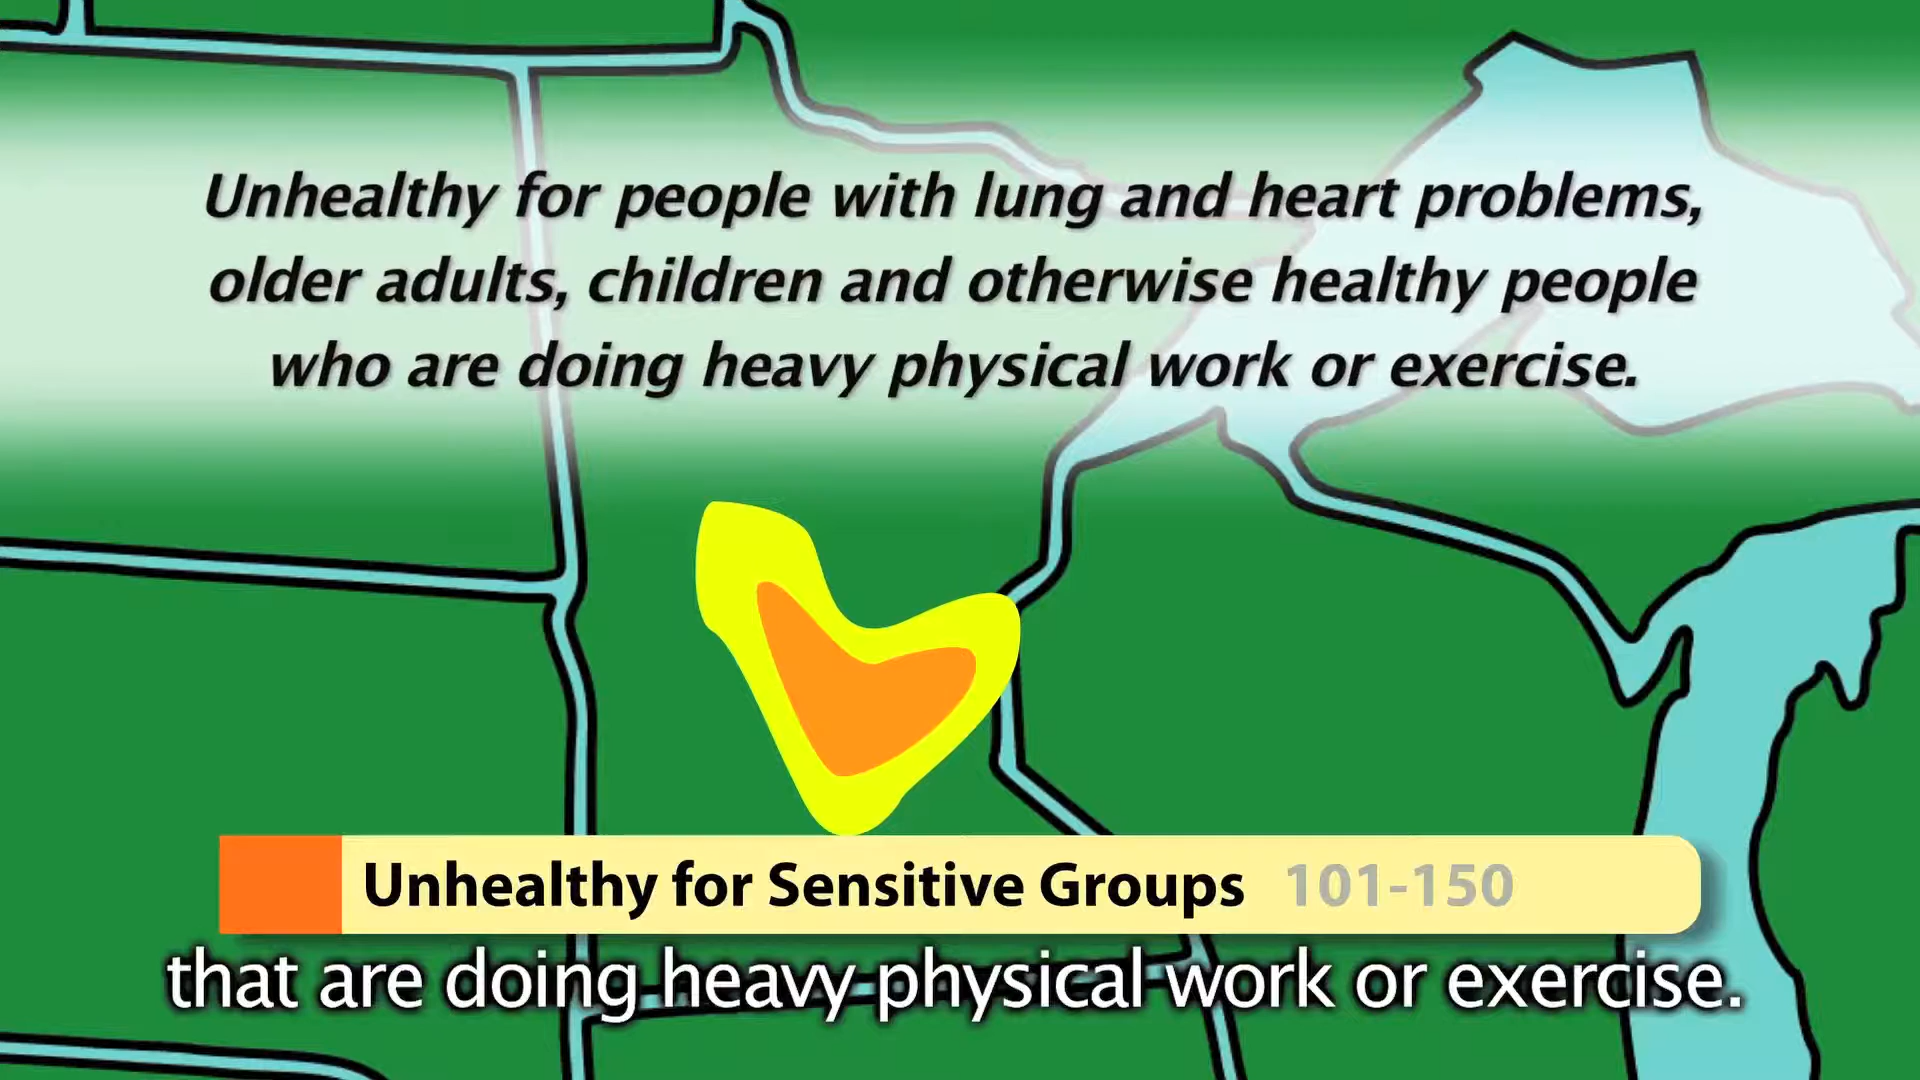 Unhealthy for people with lung and heart problems,
older adults, children and otherwise healthy people
who are doing heavy physical work or exercise.
Unhealthy for Sensitive Groups 101-150
that are doing heavy physical work or exercise.